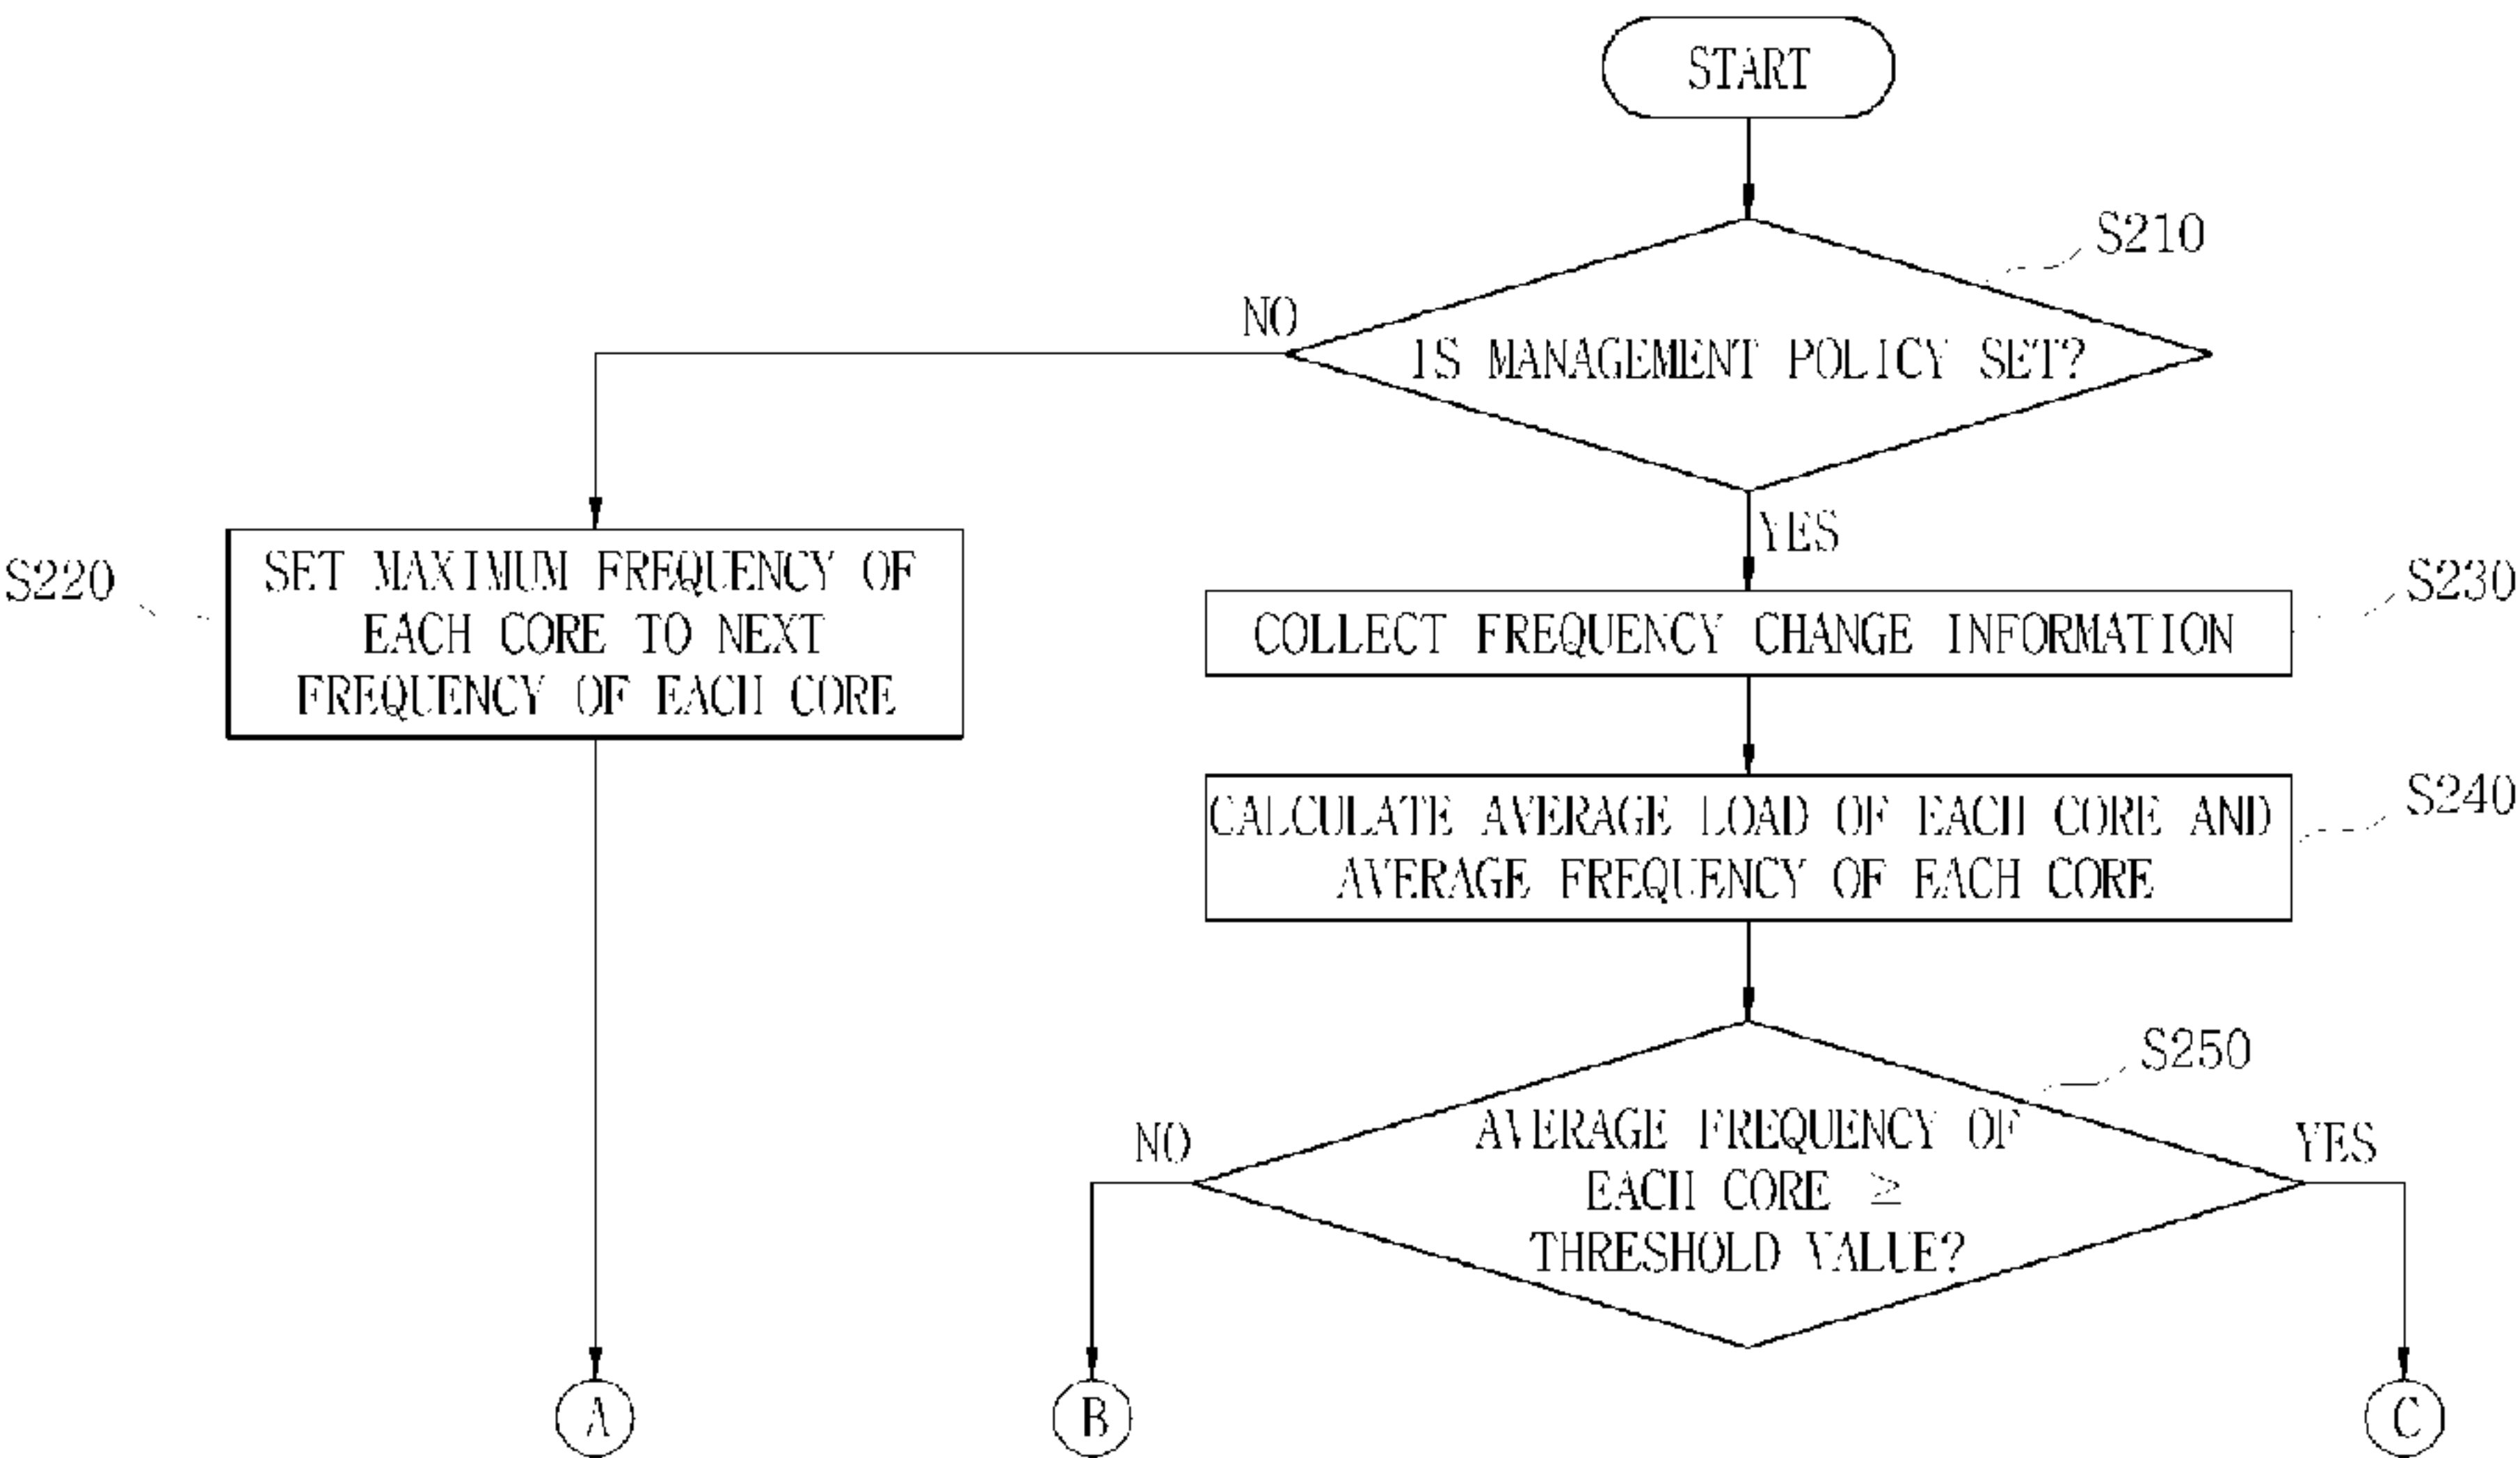 START
S210
NO
IS MANAGEMENT POLICY SET?
YES
S220
SET MAXIMUM FREQUENCY OF
EACH CORE TO NEXT
FREQUENCY OF EACH CORE
S230
COLLECT FREQUENCY CHANGE INFORMATION
S240
CALCULATE AVERAGE LOAD OF EACH CORE AND
AVERAGE FREQUENCY OF EACH CORE
S250
NO
AVERAGE FREQUENCY OF
EACH CORE ≥
THRESHOLD VALUE?
YES
A
B
C